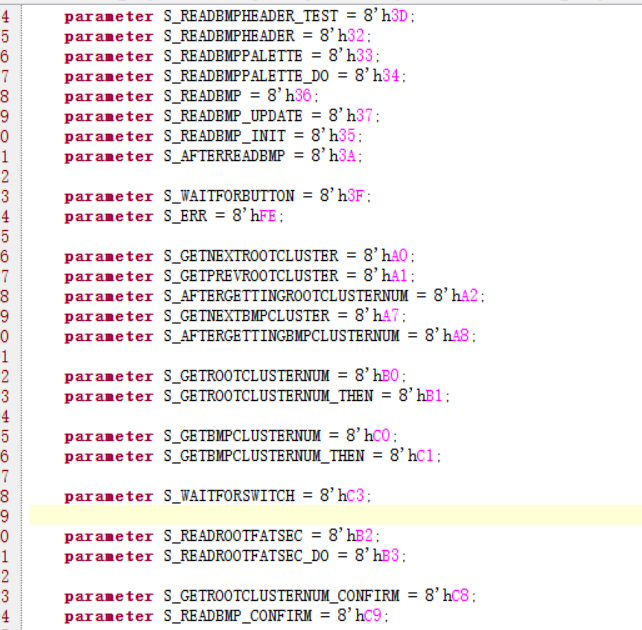 4 parameter S_READBMPHEADER_TEST = 8'h3D;
5 parameter S_READBMPHEADER = 8'h32;
6 parameter S_READBMPPALETTE = 8'h33;
7 parameter S_READBMPPALETTE_DO = 8'h34;
8 parameter S_READBMP = 8'h36;
9 parameter S_READBMP_UPDATE = 8'h37;
0 parameter S_READBMP_INIT = 8'h35;
1 parameter S_AFTERREADBMP = 8'h3A;
2
3 parameter S_WAITFORBUTTON = 8'h3F;
4 parameter S_ERR = 8'hFE;
5
6 parameter S_GETNEXTROOTCLUSTER = 8'hA0;
7 parameter S_GETPREVROOTCLUSTER = 8'hA1;
8 parameter S_AFTERGETTINGROOTCLUSTERNUM = 8'hA2;
9 parameter S_GETNEXTBMPCLUSTER = 8'hA7;
0 parameter S_AFTERGETTINGBMPCLUSTERNUM = 8'hA8;
1
2 parameter S_GETROOTCLUSTERNUM = 8'hB0;
3 parameter S_GETROOTCLUSTERNUM_THEN = 8'hB1;
4
5 parameter S_GETBMPCLUSTERNUM = 8'hC0;
6 parameter S_GETBMPCLUSTERNUM_THEN = 8'hC1;
7
8 parameter S_WAITFORSWITCH = 8'hC3;
9
0 parameter S_READROOTFATSEC = 8'hB2;
1 parameter S_READROOTFATSEC_DO = 8'hB3;
2
3 parameter S_GETROOTCLUSTERNUM_CONFIRM = 8'hC8;
4 parameter S_READBMP_CONFIRM = 8'hC9;